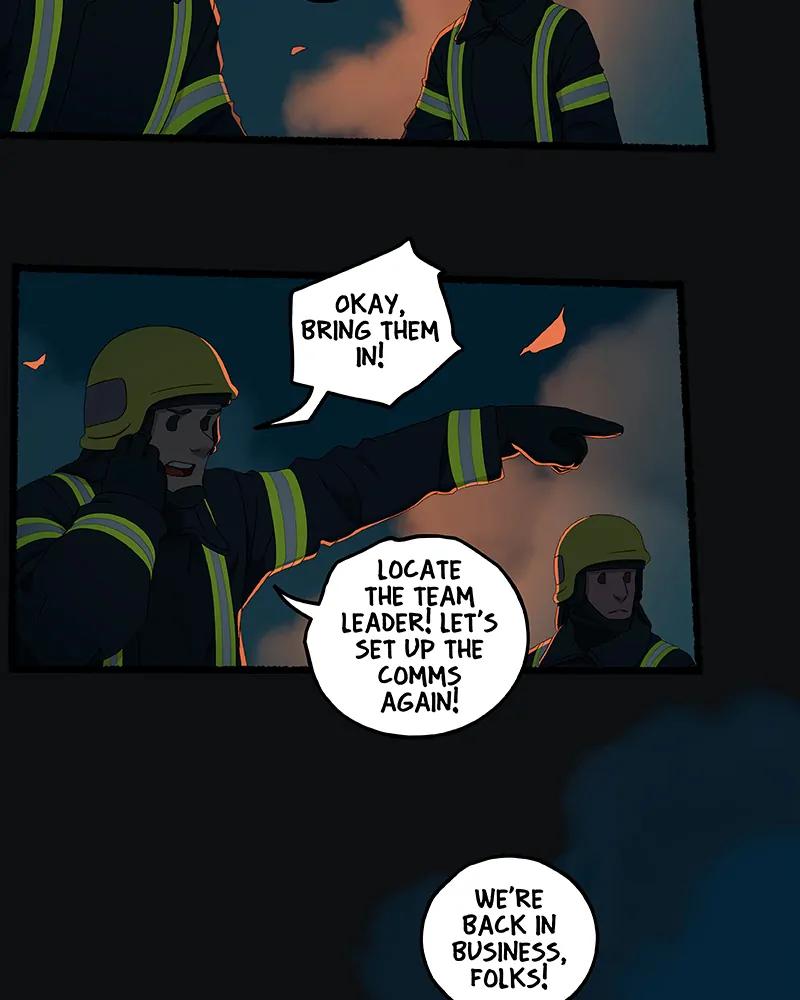 OKAY,
BRING THEM
IN!
LOCATE
THE TEAM
LEADER! LET'S
SET UP THE
COMMS
AGAIN!
WE'RE
BACK IN
BUSINESS,
FOLKS!